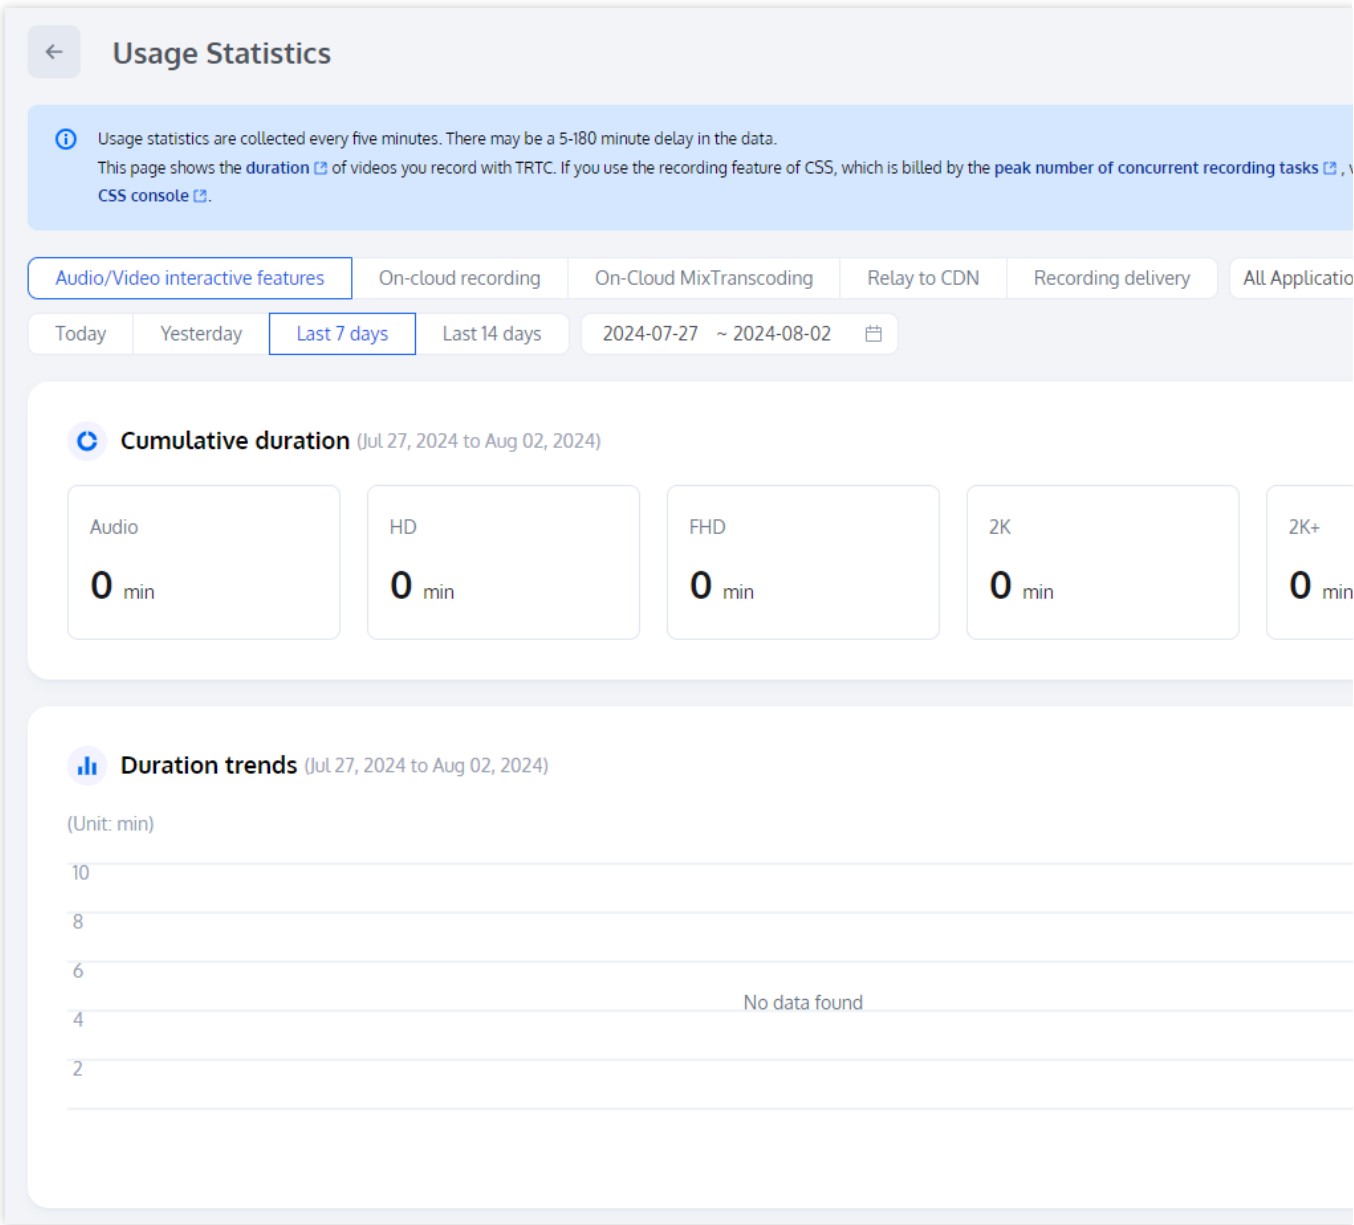 Usage Statistics
Usage statistics are collected every five minutes. There may be a 5-180 minute delay in the data.
This page shows the duration of videos you record with TRTC. If you use the recording feature of CSS, which is billed by the peak number of concurrent recording tasks ,
CSS console .
Audio/Video interactive features On-cloud recording On-Cloud MixTranscoding Relay to CDN Recording delivery All Applicatio
Today Yesterday Last 7 days Last 14 days 2024-07-27 ~ 2024-08-02
Cumulative duration (Jul 27, 2024 to Aug 02, 2024)
Audio HD FHD 2K 2K+
0 min 0 min 0 min 0 min 0 min
Duration trends (Jul 27, 2024 to Aug 02, 2024)
(Unit: min)
10
8
6
No data found
4
2